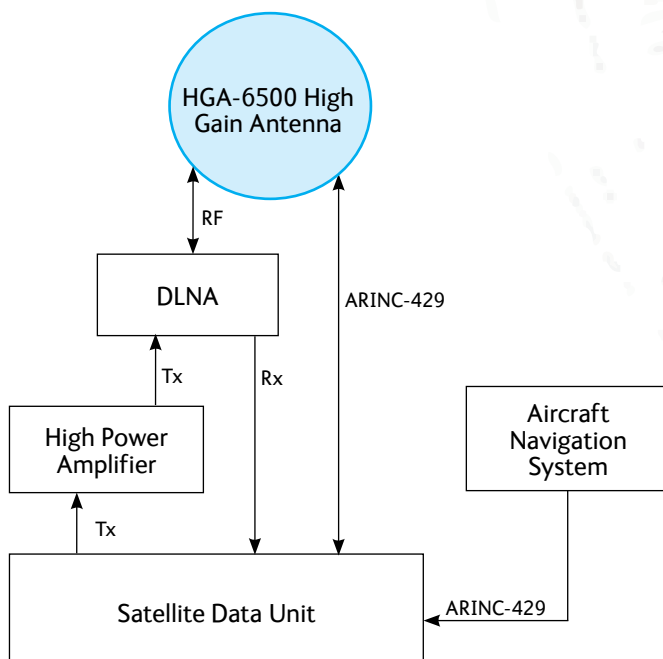 HGA-6500 High
Gain Antenna
RF
DLNA
ARINC-429
Tx
Rx
High Power
Amplifier
Aircraft
Navigation
System
Tx
Satellite Data Unit
ARINC-429